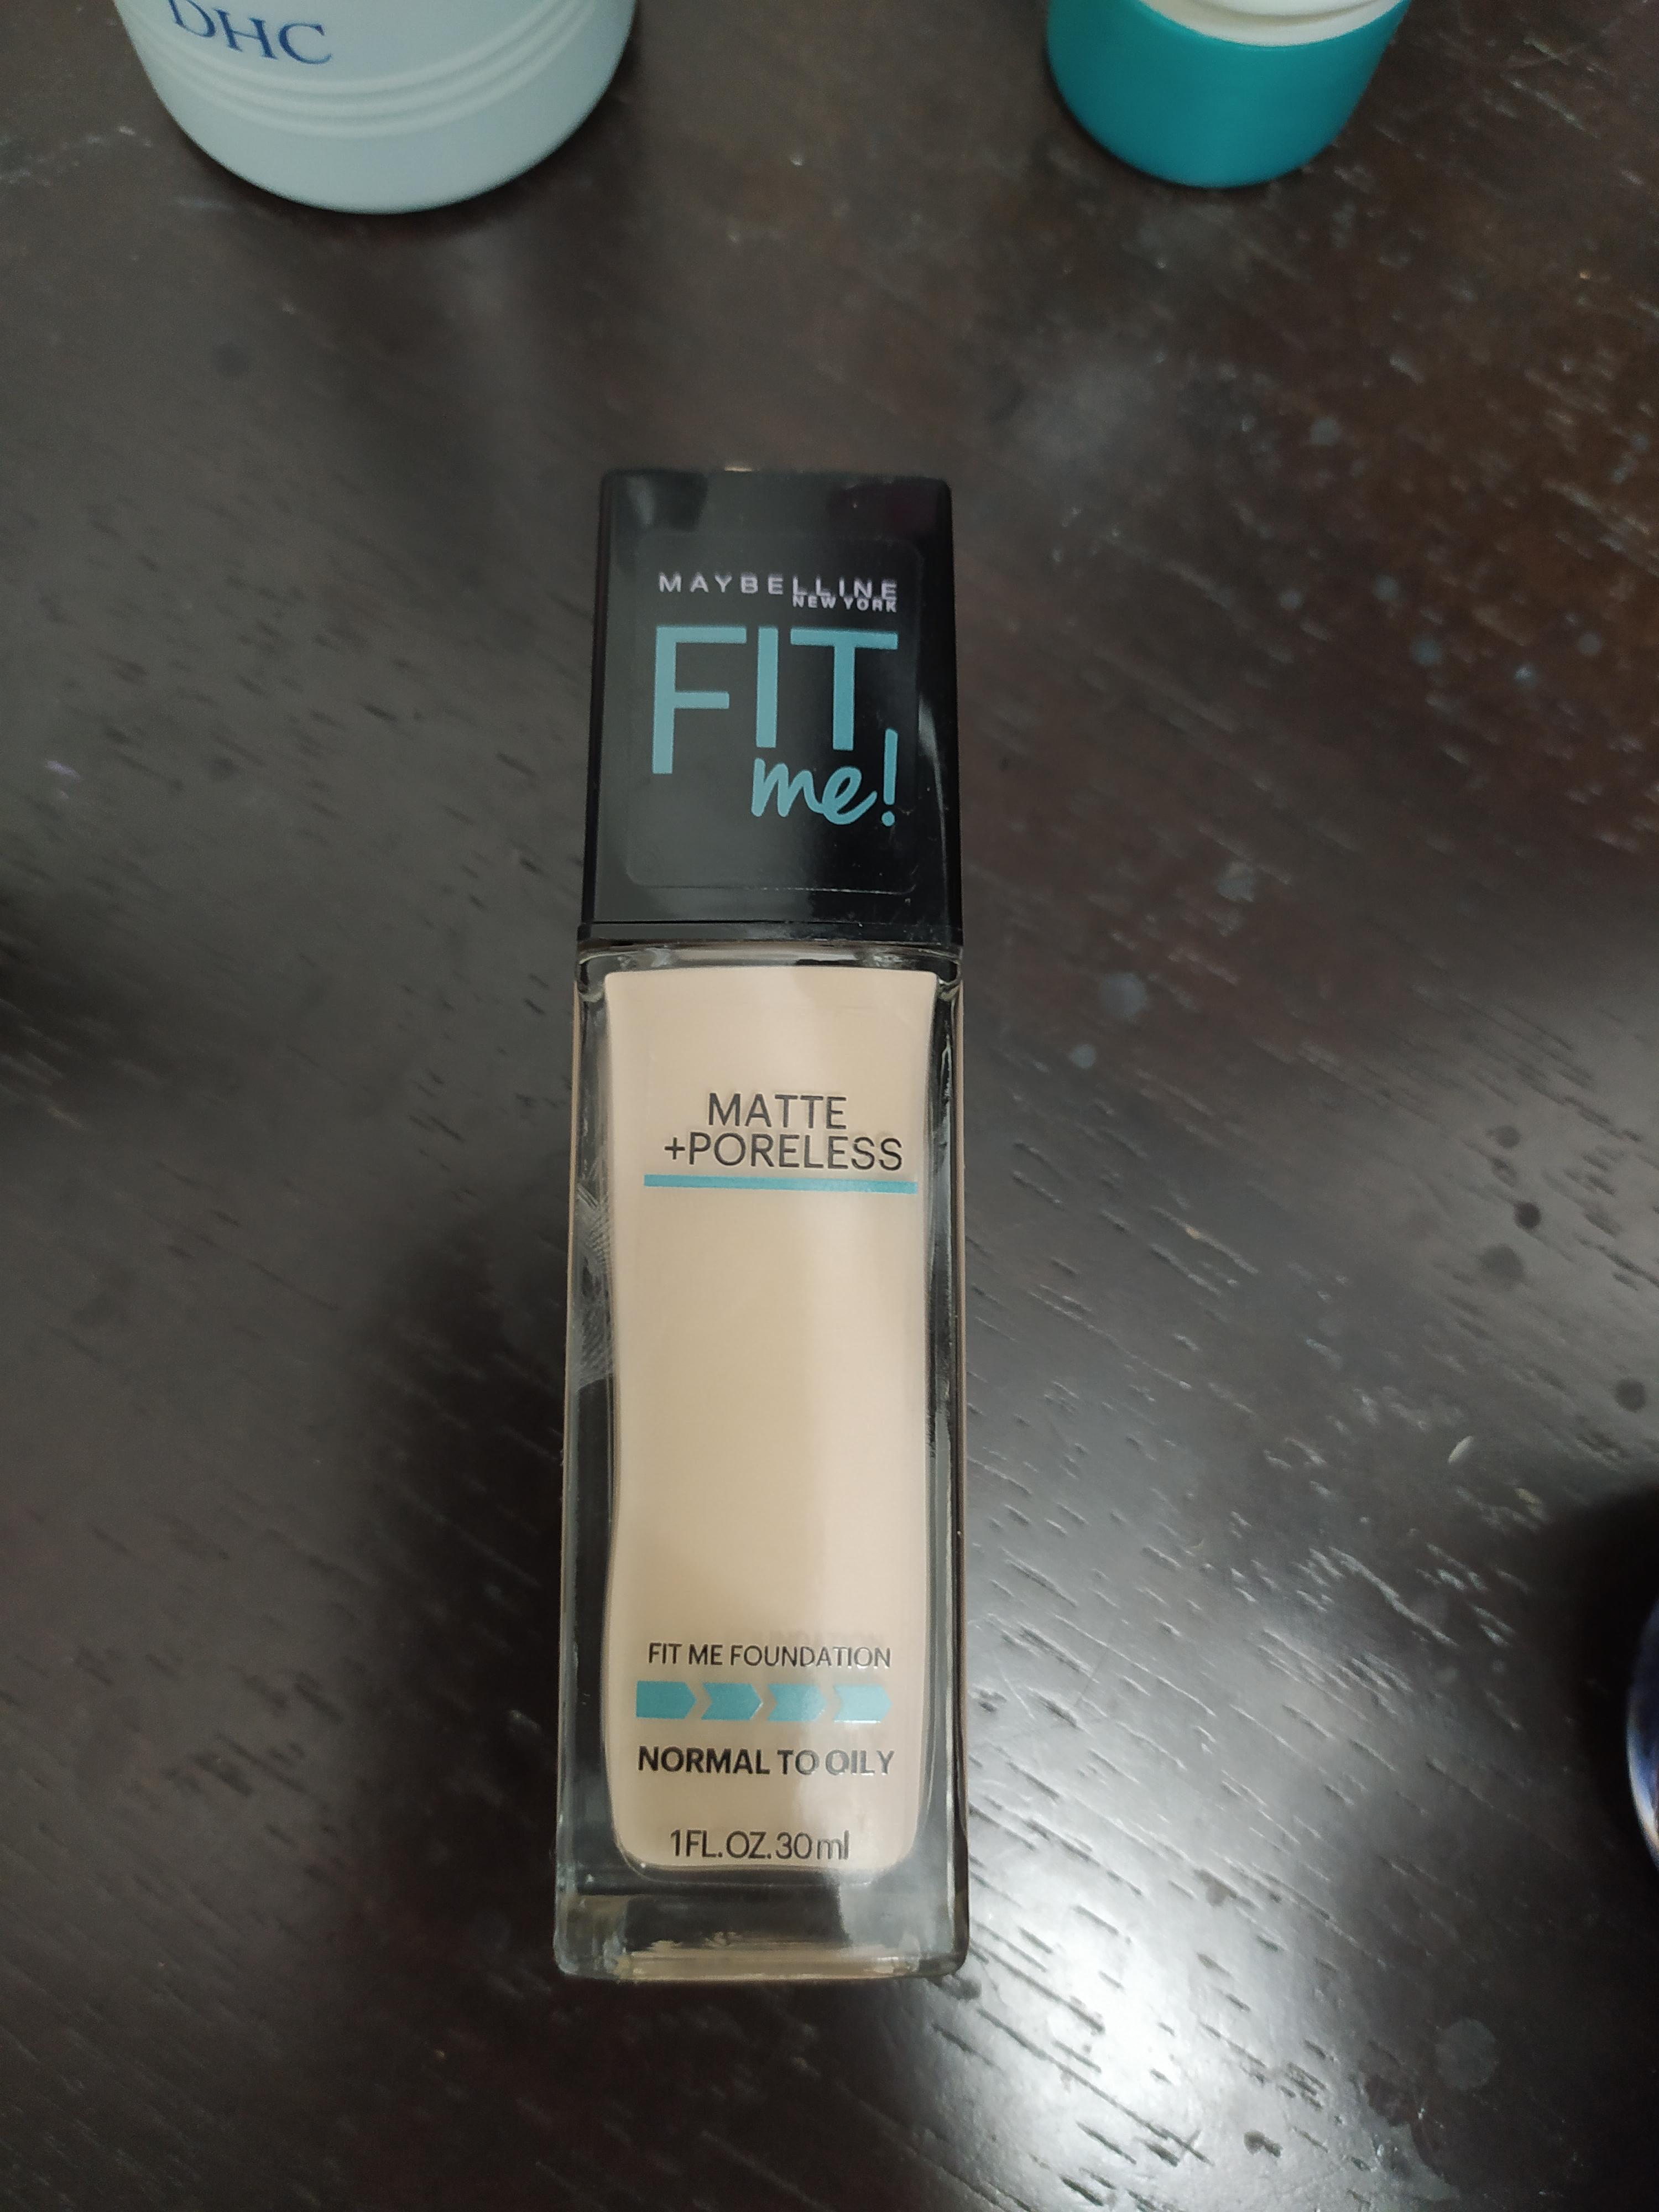 DHC
MAYBELLINE
NEW YORK
FIT
me!
MATTE
+PORELESS
FIT ME FOUNDATION
NORMAL TO OILY
1FL.OZ.30ml